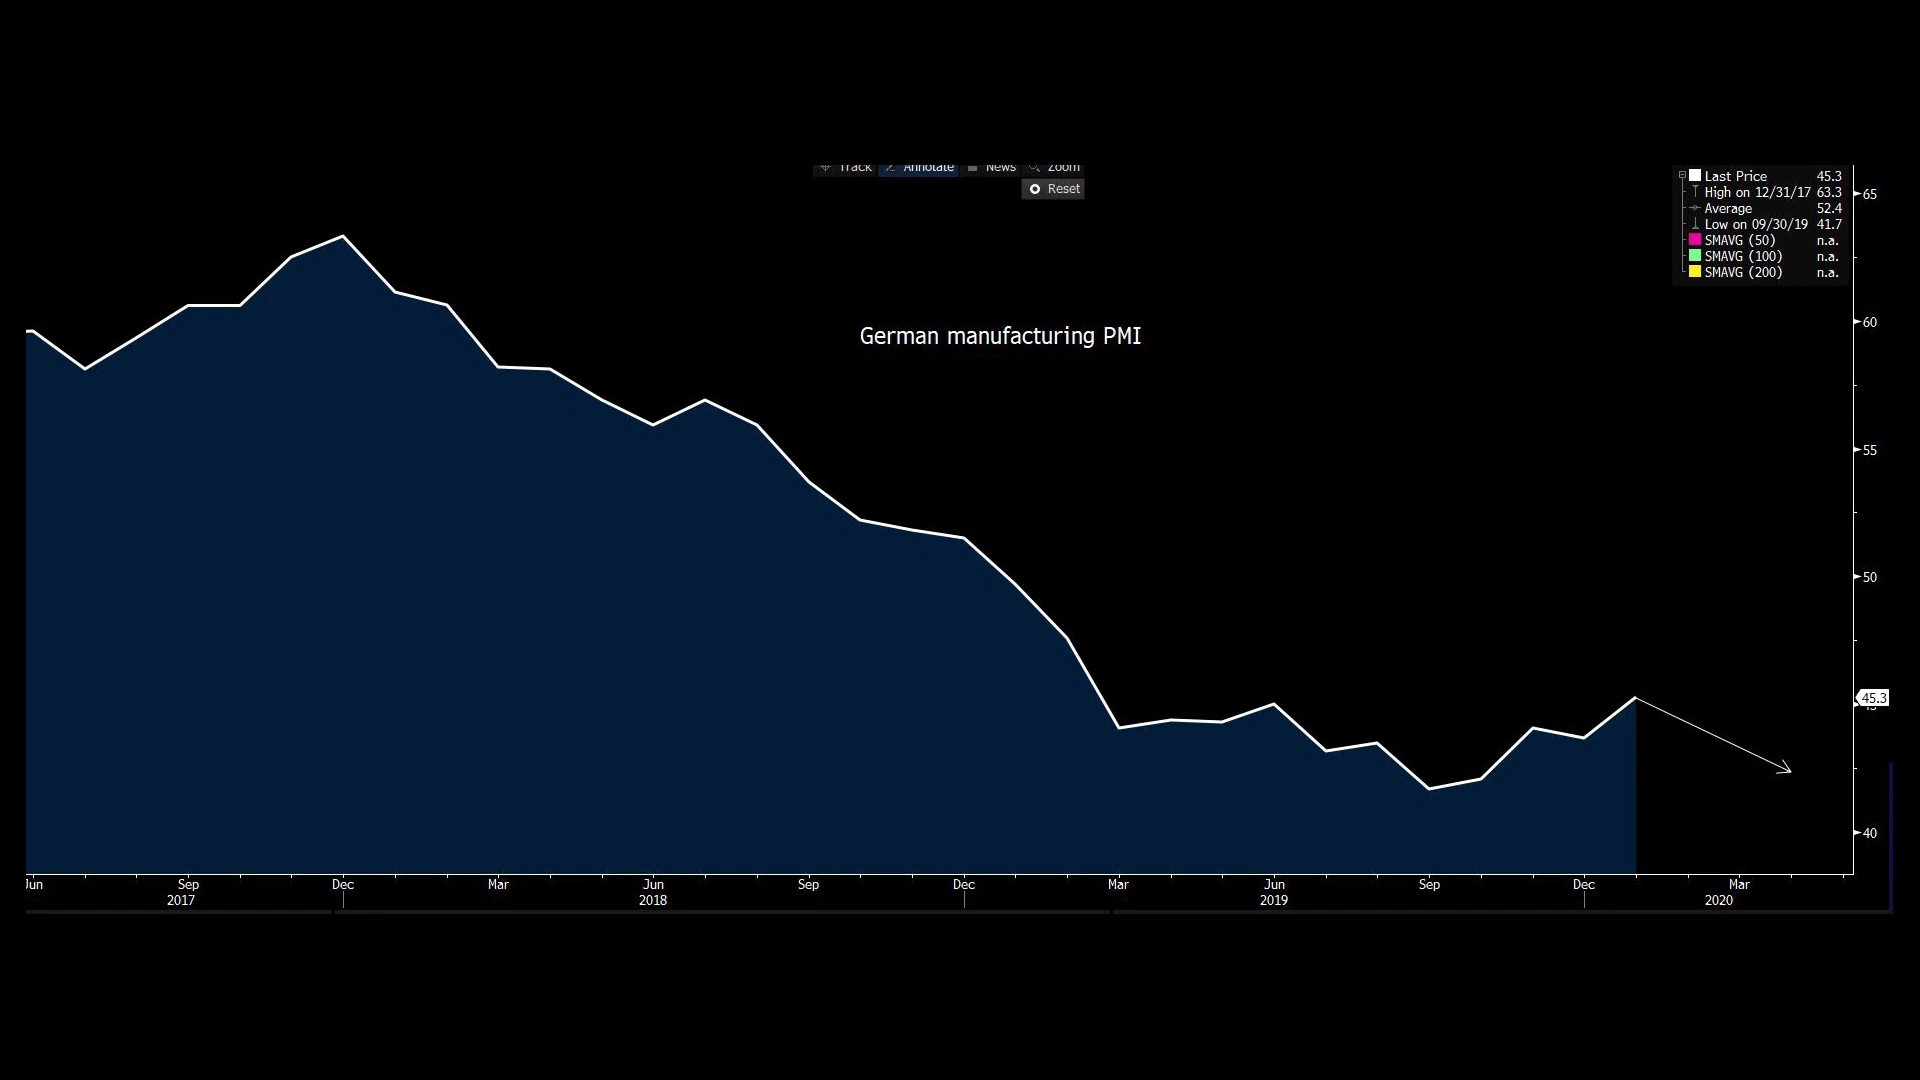 Track Annotate News Zoom
Reset
Last Price 45.3
High on 12/31/17 63.3
Average 52.4
Low on 09/30/19 41.7
SMAVG (50) n.a.
SMAVG (100) n.a.
SMAVG (200) n.a.
65
60
German manufacturing PMI
55
50
45.3
45
40
Jun Sep Dec Mar Jun Sep Dec Mar Jun Sep Dec Mar
2017 2018 2019 2020